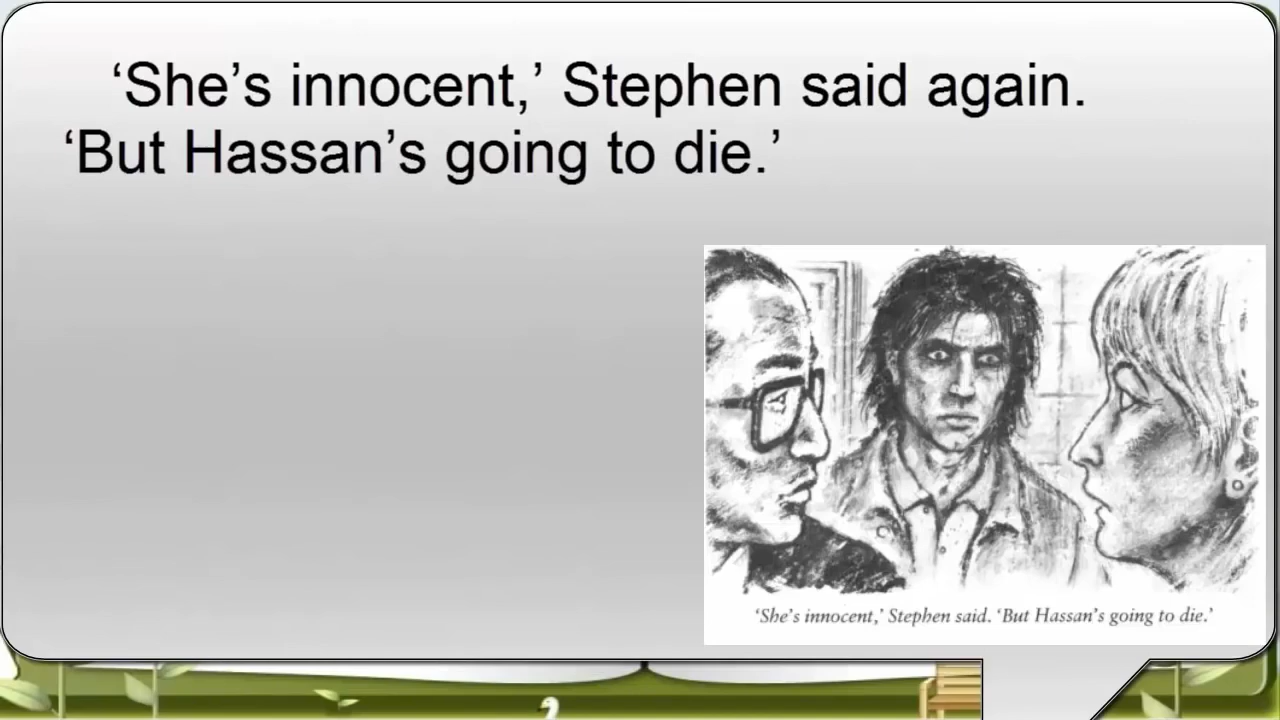 ‘She’s innocent,’ Stephen said again.
‘But Hassan’s going to die.’
‘She’s innocent,’ Stephen said. ‘But Hassan’s going to die.’